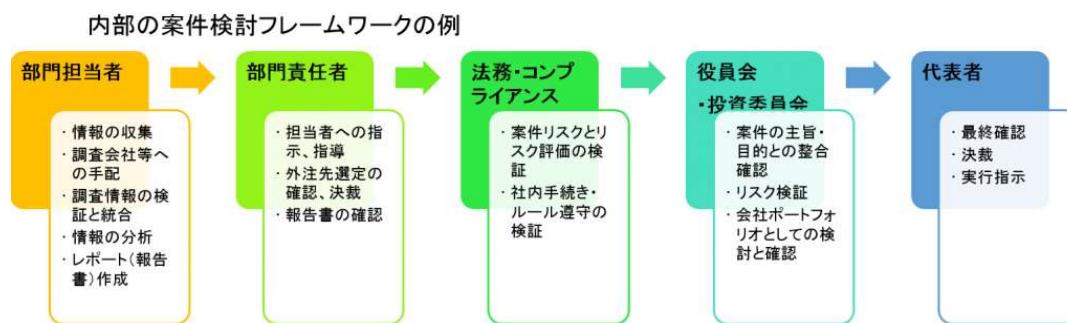 内部の案件検討フレームワークの例
部門担当者
・情報の収集
・調査会社等へ
の手配
・調査情報の検
証と統合
・情報の分析
・レポート(報告
書)作成
部門責任者
・担当者への指
示、指導
・外注先選定の
確認、決裁
・報告書の確認
法務・コンプ
ライアンス
・案件リスクとリ
スク評価の検
証
・社内手続き・
ルール遵守の
検証
役員会
・投資委員会
・案件の主旨・
目的との整合
確認
・リスク検証
・会社ポートフォ
リオとしての検
討と確認
代表者
・最終確認
・決裁
・実行指示